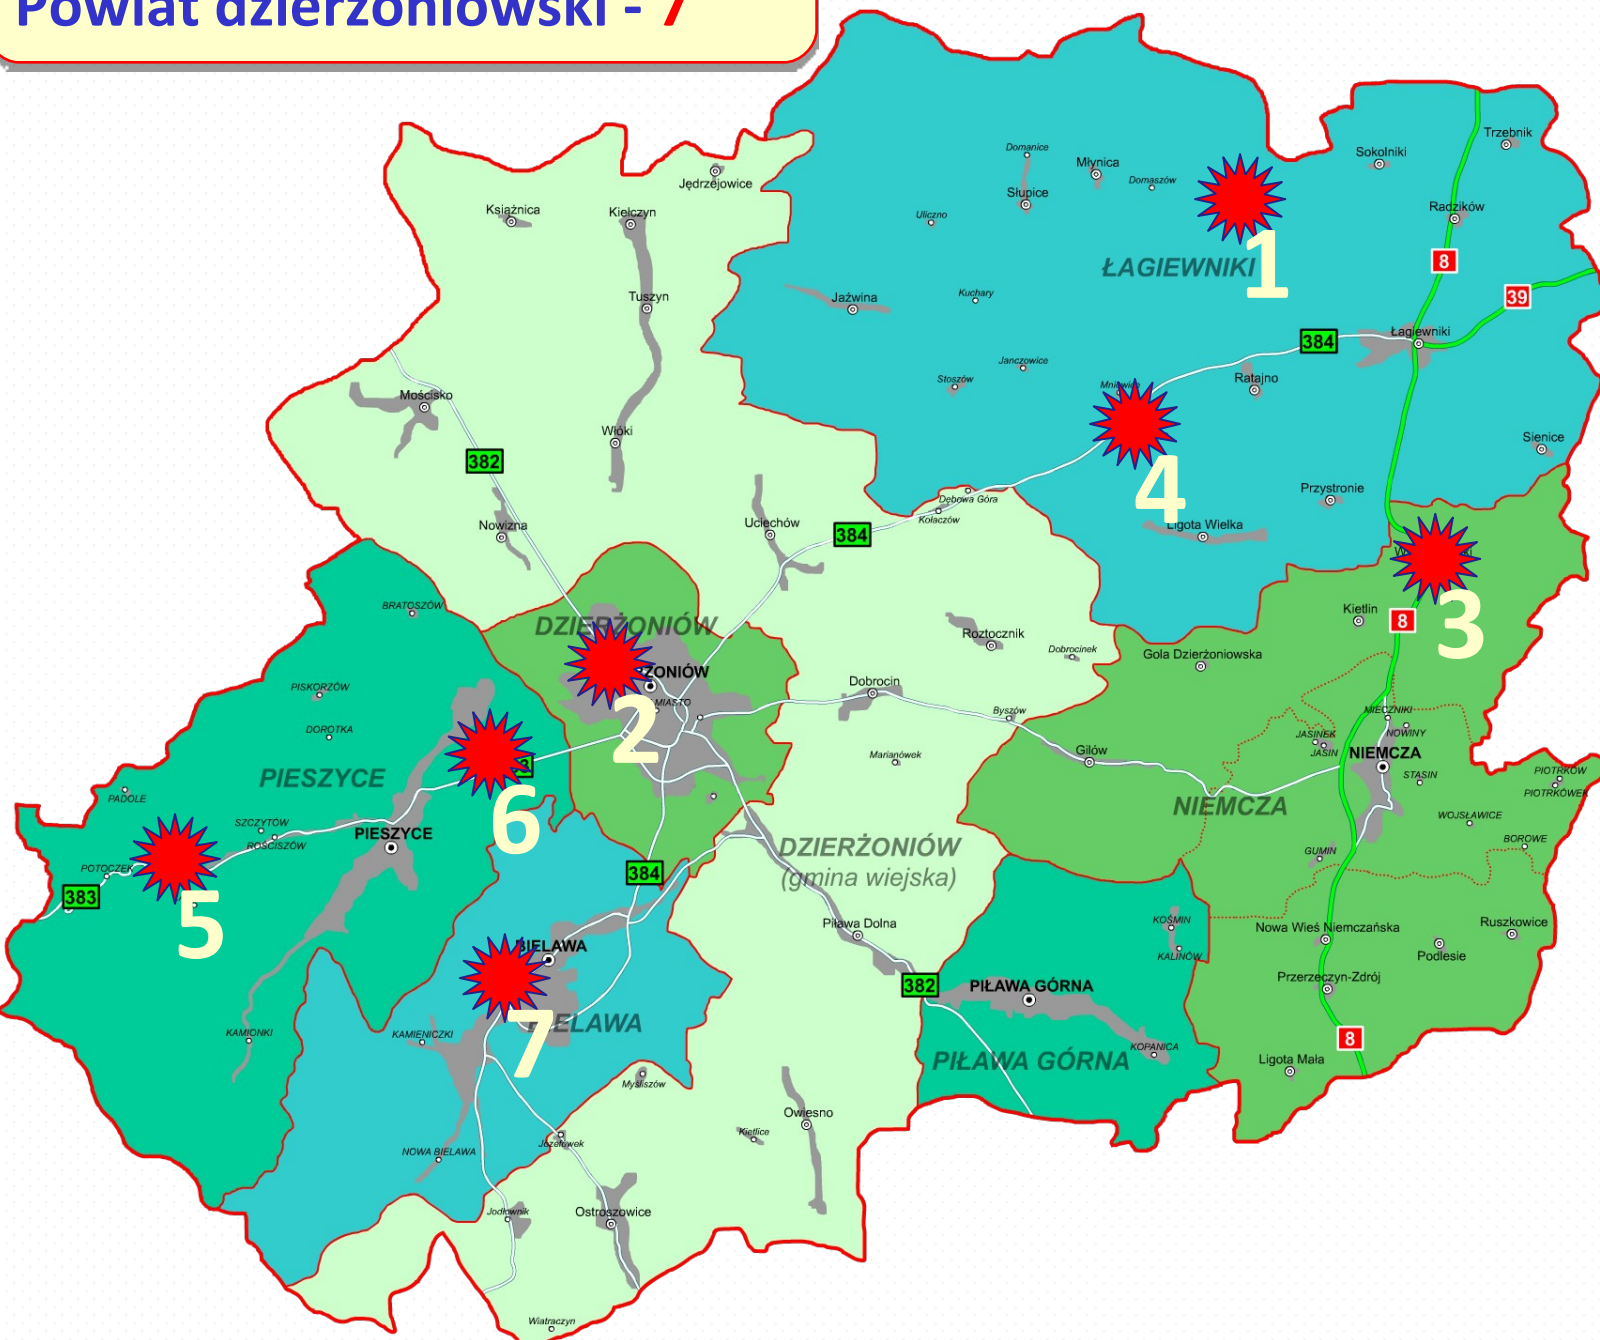 Powiat dzierżoniowski - 7
Trzebnik
Domanice
Sokolniki
Młynica
Jędrzejowice
Domaszów
Słupice
Książnica
Kiełczyn
Uliczno
Radzików
1
ŁAGIEWNIKI
8
Tuszyn
Jaźwina
Kuchary
39
Łagiewniki
384
Janczowice
Stoszów
Ratajno
Mościsko
Włóki
Sienice
382
4
Przystronie
Dębowa Góra
Kołaczów
Nowizna
Uciechów
384
Ligota Wielka
BRATOSZÓW
Kietlin
8
3
DZIERŻONIÓW
Roztocznik
Dobrocinek
Gola Dzierżoniowska
PISKORZÓW
MIASTO
Dobrocin
2
Byszów
MIECZNIKI
DOROTKA
JASINEK
NOWINY
JASIN
NIEMCZA
Gilów
Marianówek
PIESZYCE
STASIN
PIOTRKÓW
PIOTRKÓWEK
PADOLE
NIEMCZA
6
WOJSŁAWICE
SZCZYTÓW
PIESZYCE
ROŚCISZÓW
DZIERŻONIÓW
(gmina wiejska)
GUMIN
BOROWE
POTOCZEK
384
383
5
KOŚMIN
Piława Dolna
Nowa Wieś Niemczańska
Ruszkowice
BIELAWA
KALINÓW
Podlesie
382
PIŁAWA GÓRNA
Przerzeczyn-Zdrój
7
BIELAWA
KAMIONKI
KAMIENICZKI
8
KOPANICA
PIŁAWA GÓRNA
Ligota Mała
Myśliszów
Owiesno
Kietlice
Józefówek
NOWA BIELAWA
Jodłownik
Ostroszowice
Wiatraczyn